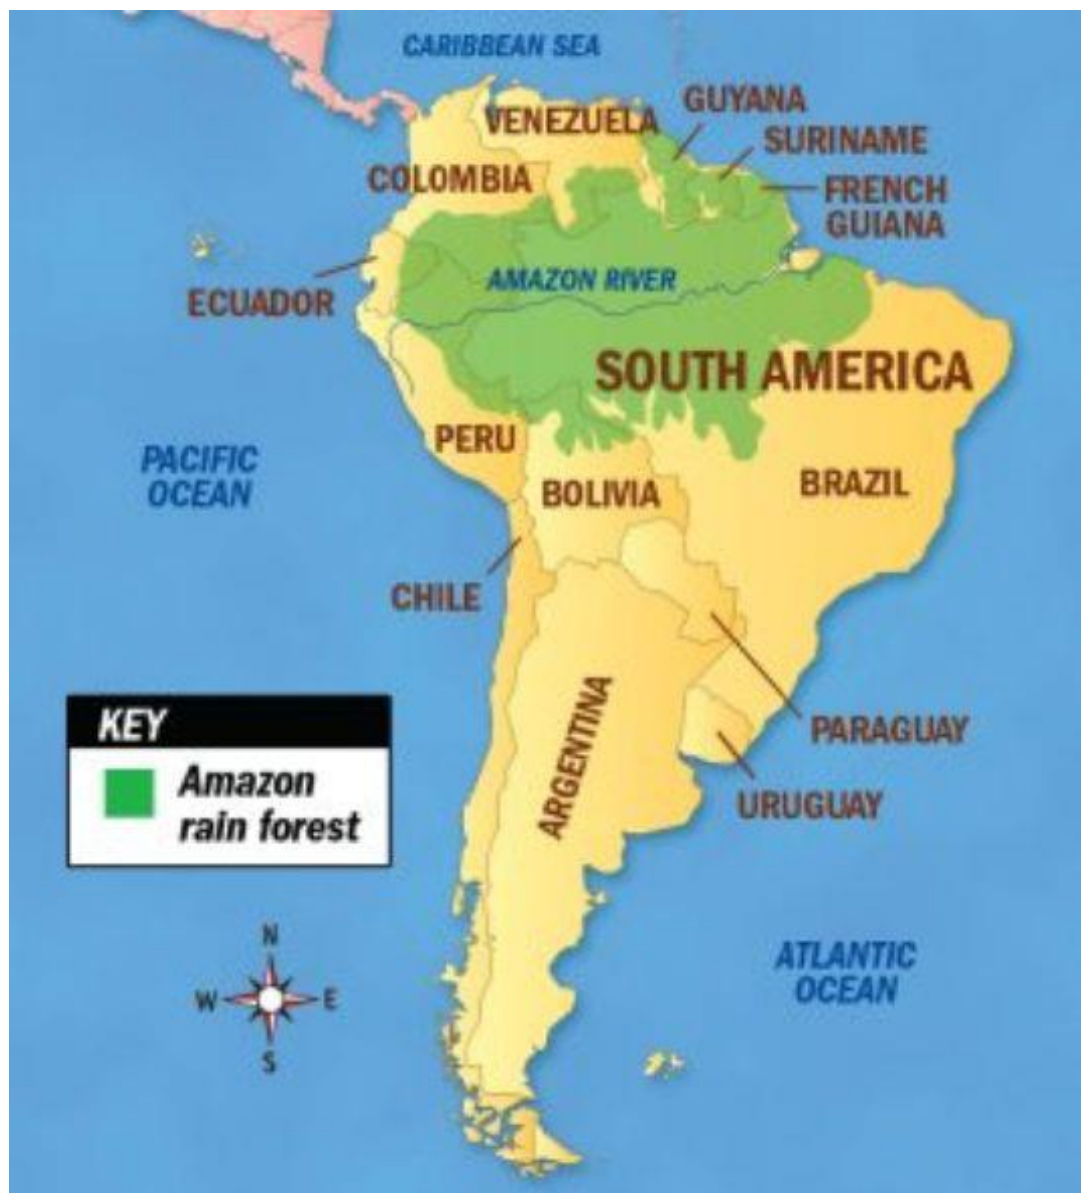 CARIBBEAN SEA
VENEZUELA
GUYANA
SURINAME
COLOMBIA
FRENCH
GUIANA
ECUADOR
AMAZON RIVER
SOUTH AMERICA
PERU
PACIFIC
OCEAN
BOLIVIA
BRAZIL
CHILE
ARGENTINA
PARAGUAY
URUGUAY
KEY
Amazon
rain forest
N
W
E
S
ATLANTIC
OCEAN